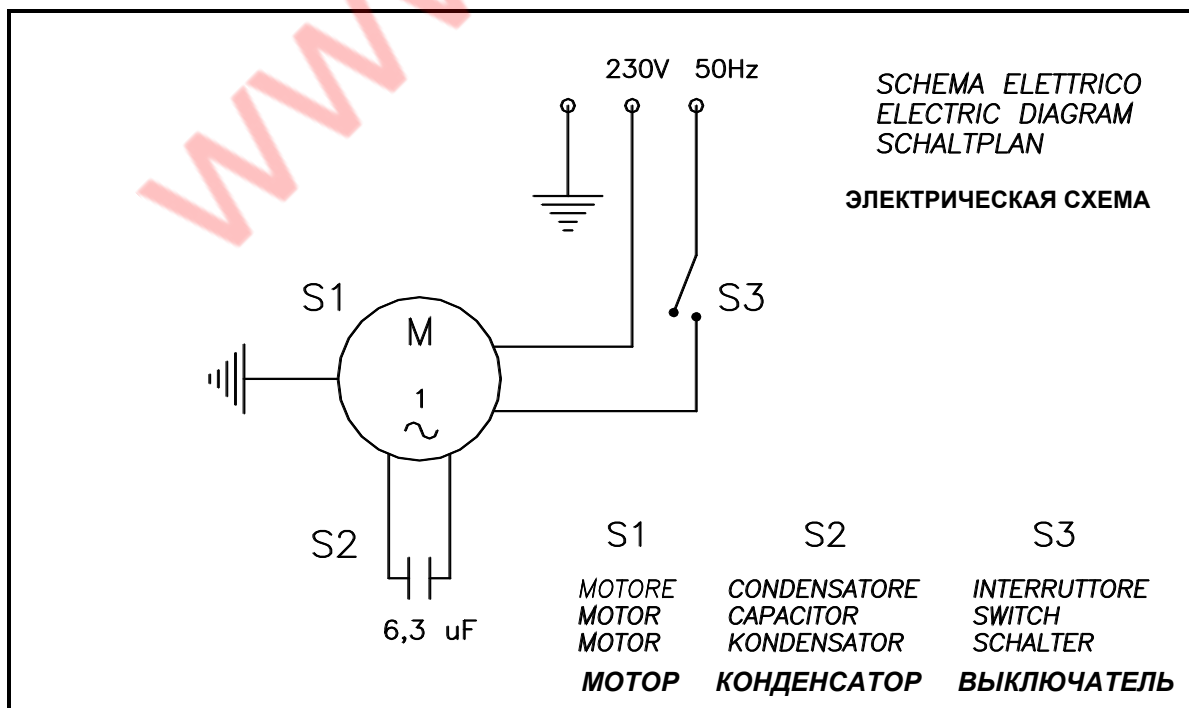 WW
230V 50Hz
SCHEMA ELETTRICO
ELECTRIC DIAGRAM
SCHALTPLAN
ЭЛЕКТРИЧЕСКАЯ СХЕМА
S1
S3
M
1
S2
6,3 uF
S1 S2 S3
MOTORE CONDENSATORE INTERRUTTORE
MOTOR CAPACITOR SWITCH
MOTOR KONDENSATOR SCHALTER
МОТОР КОНДЕНСАТОР ВЫКЛЮЧАТЕЛЬ